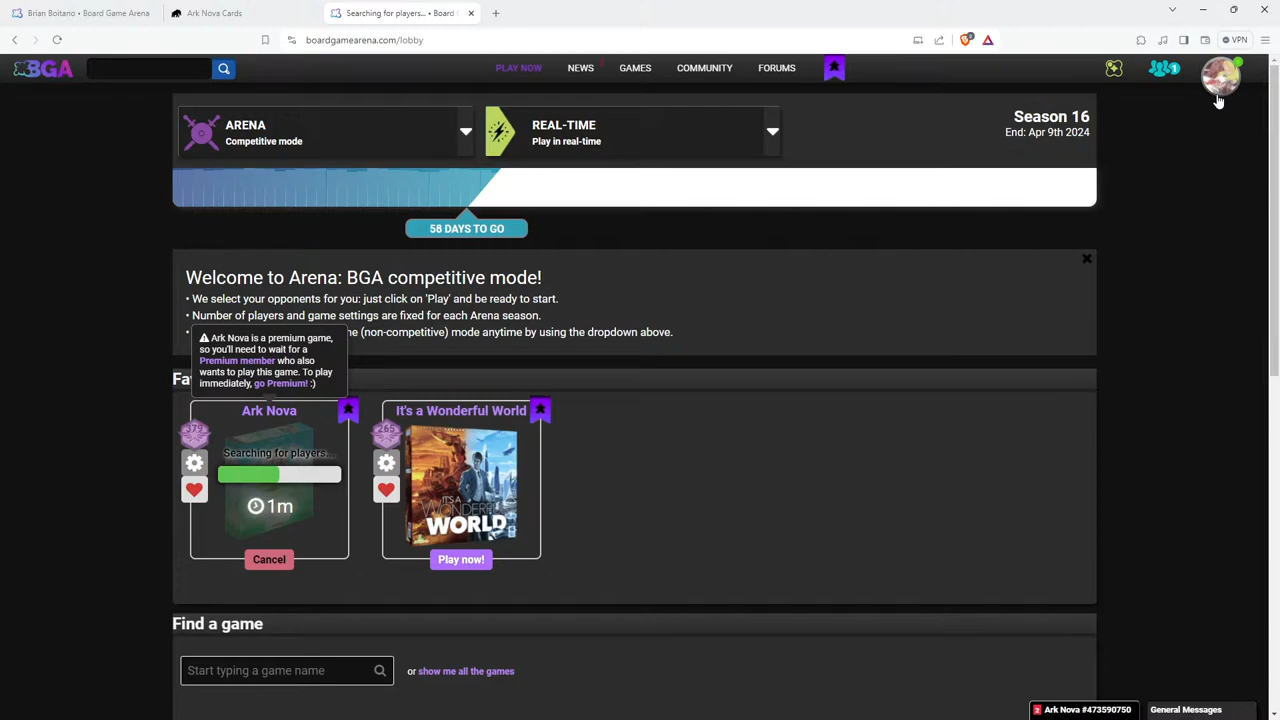 Brian Boitano • Board Game Arena
Ark Nova Cards
Searching for players... • Board G
boardgamearena.com/lobby
VPN
BGA
PLAY NOW
NEWS
GAMES
COMMUNITY
FORUMS
1
ARENA
Competitive mode
REAL-TIME
Play in real-time
Season 16
End: Apr 9th 2024
58 DAYS TO GO
Welcome to Arena: BGA competitive mode!
• We select your opponents for you: just click on 'Play' and be ready to start.
• Number of players and game settings are fixed for each Arena season.
(non-competitive) mode anytime by using the dropdown above.
Ark Nova is a premium game,
so you'll need to wait for a
Premium member who also
wants to play this game. To play
immediately, go Premium! :)
Fa
Ark Nova
379
Searching for players...
1m
Cancel
It's a Wonderful World
265
IT'S A
WONDERFUL
WORLD
Play now!
Find a game
Start typing a game name
or show me all the games
2 Ark Nova #473590750
General Messages